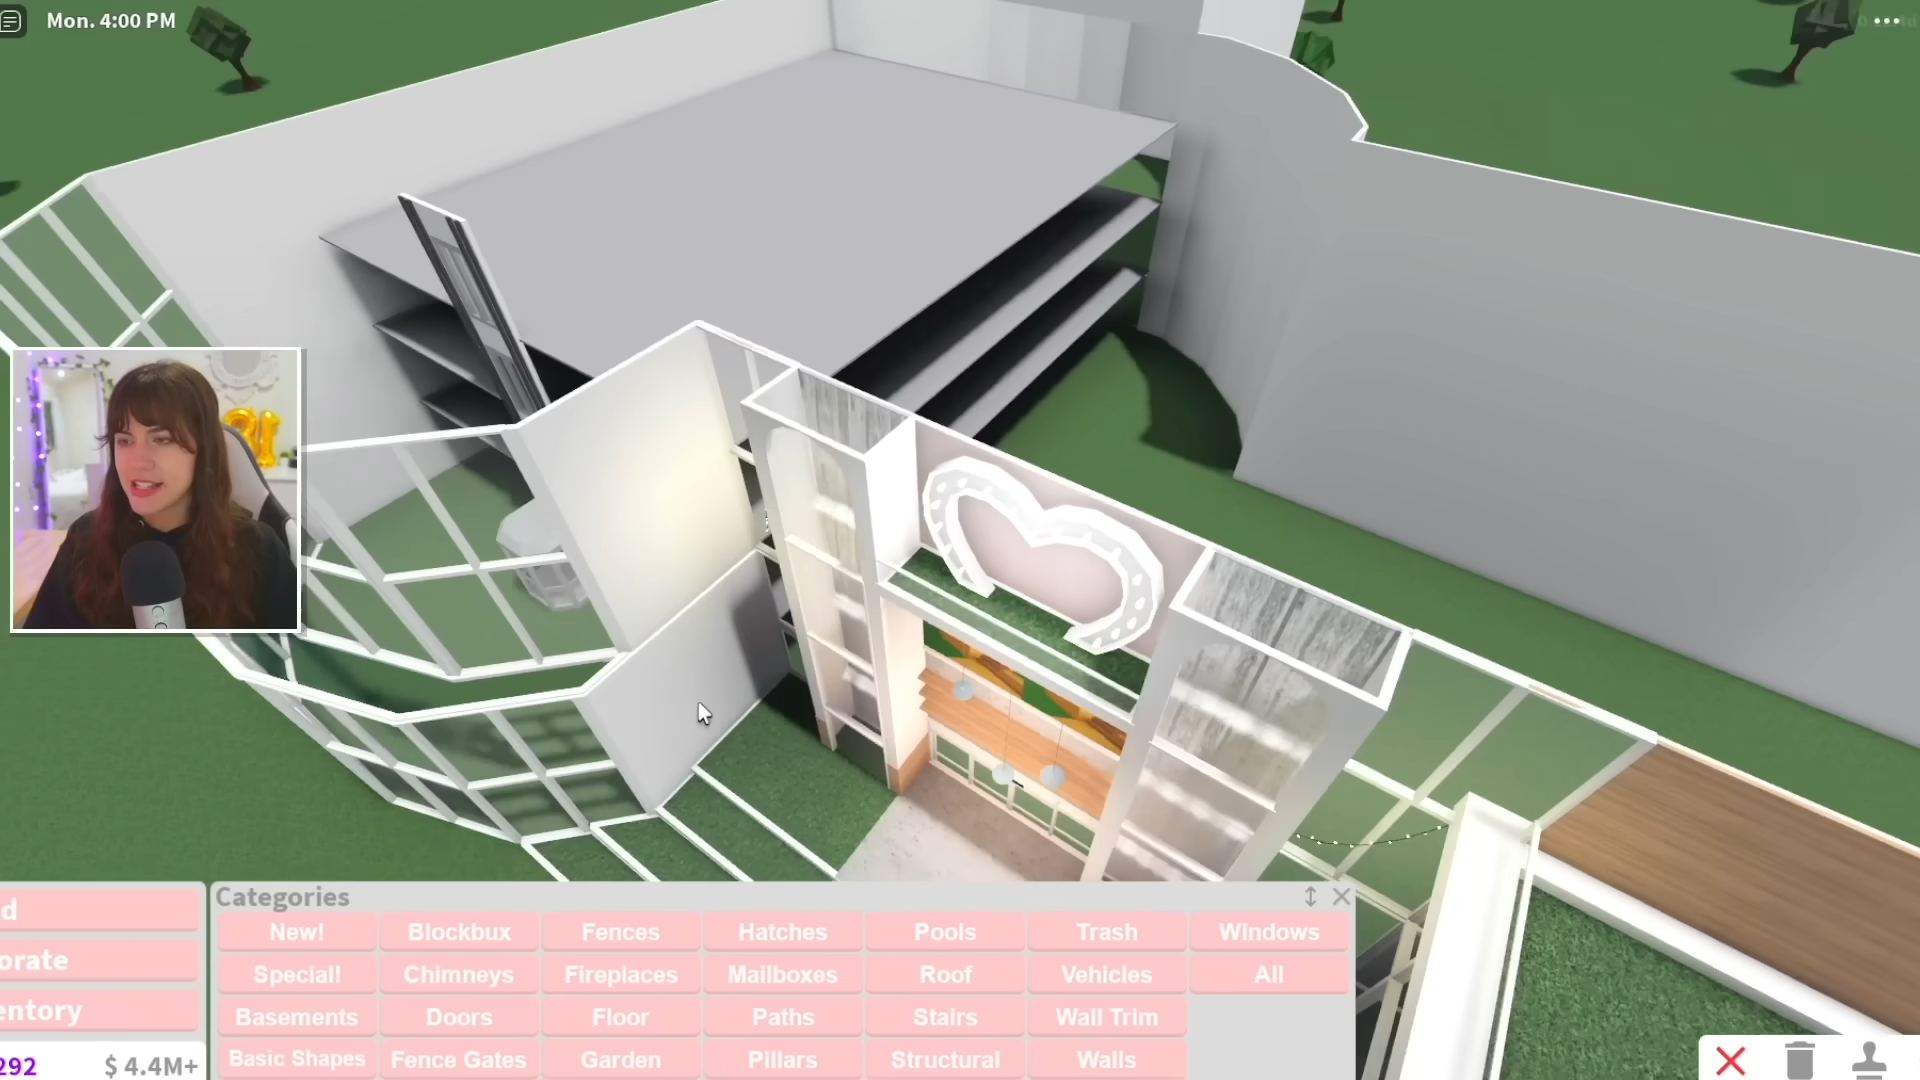 Mon. 4:00 PM
Categories
New! Blockbux Fences Hatches Pools Trash Windows
Special! Chimneys Fireplaces Mailboxes Roof Vehicles All
Basements Doors Floor Paths Stairs Wall Trim
Basic Shapes Fence Gates Garden Pillars Structural Walls
d
orate
entory
292 $ 4.4M+